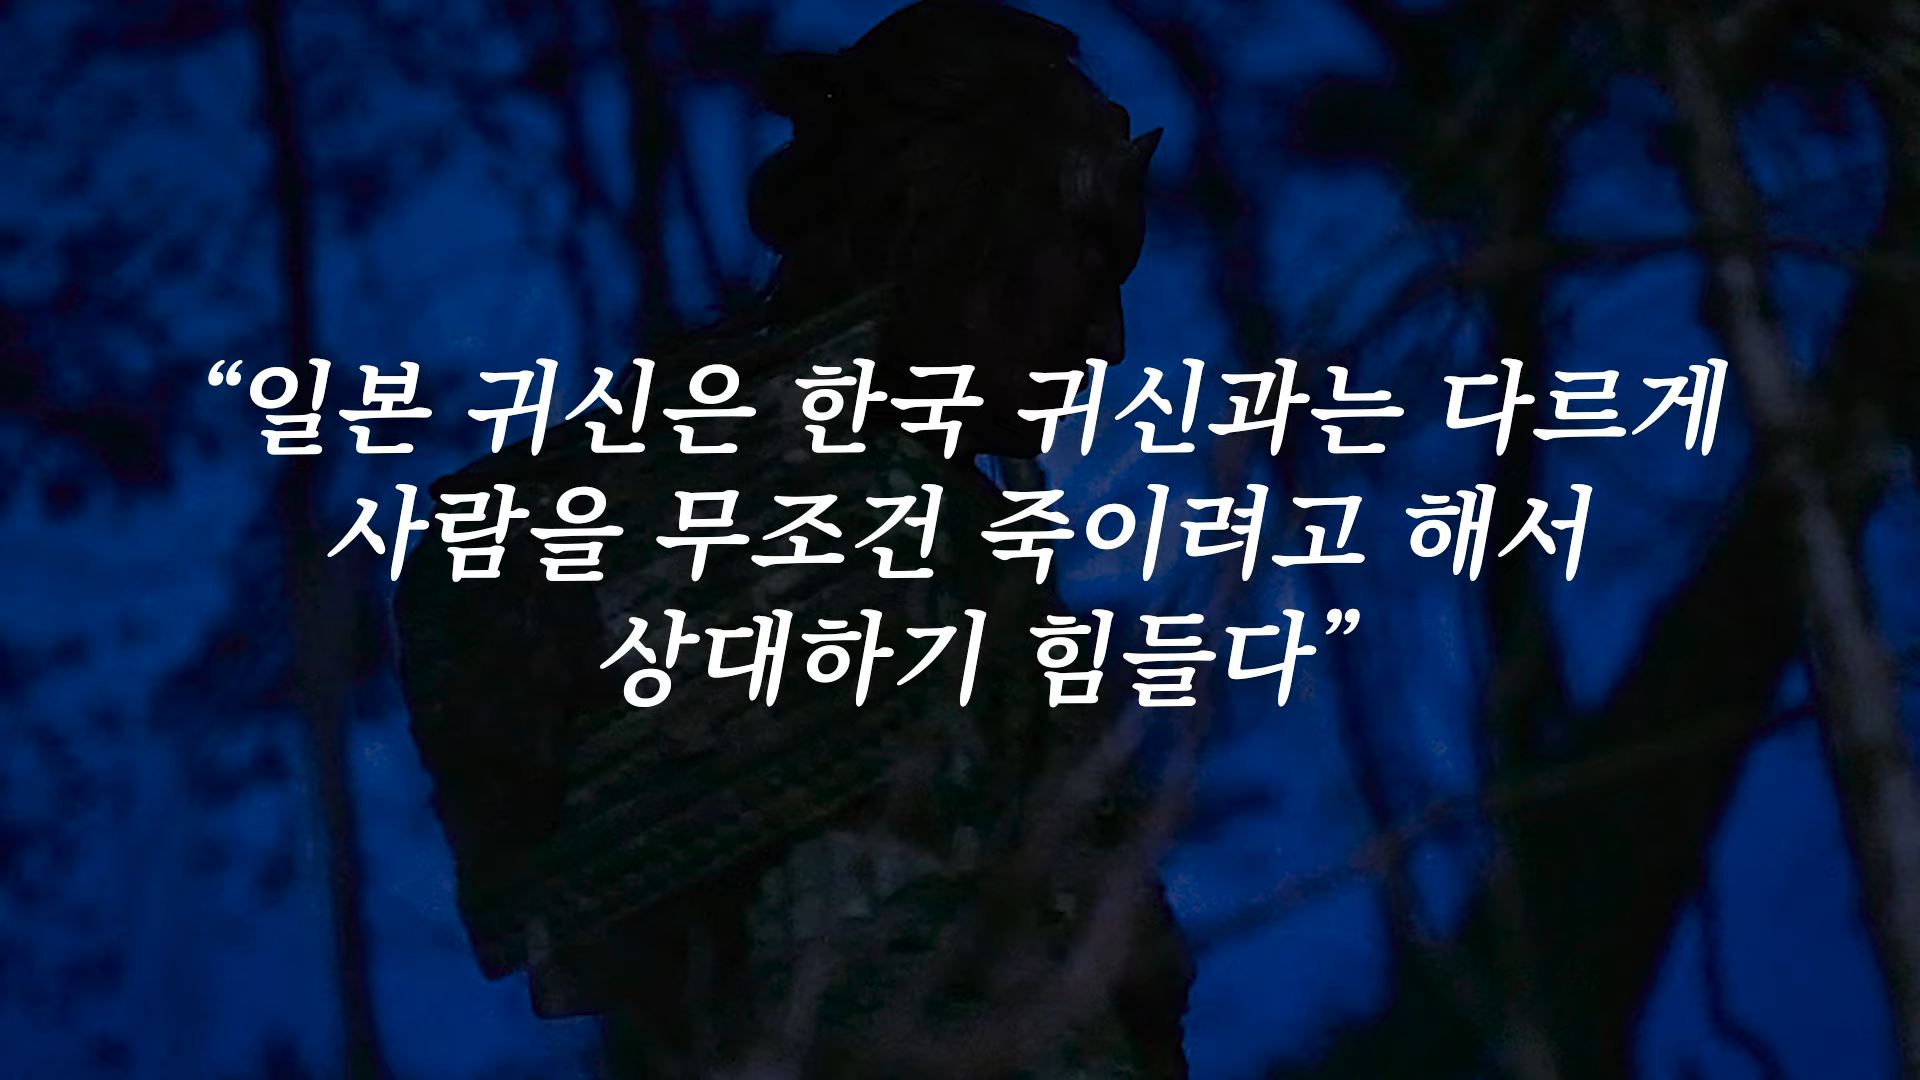 “일본 귀신은 한국 귀신과는 다르게
사람을 무조건 죽이려고 해서
상대하기 힘들다”